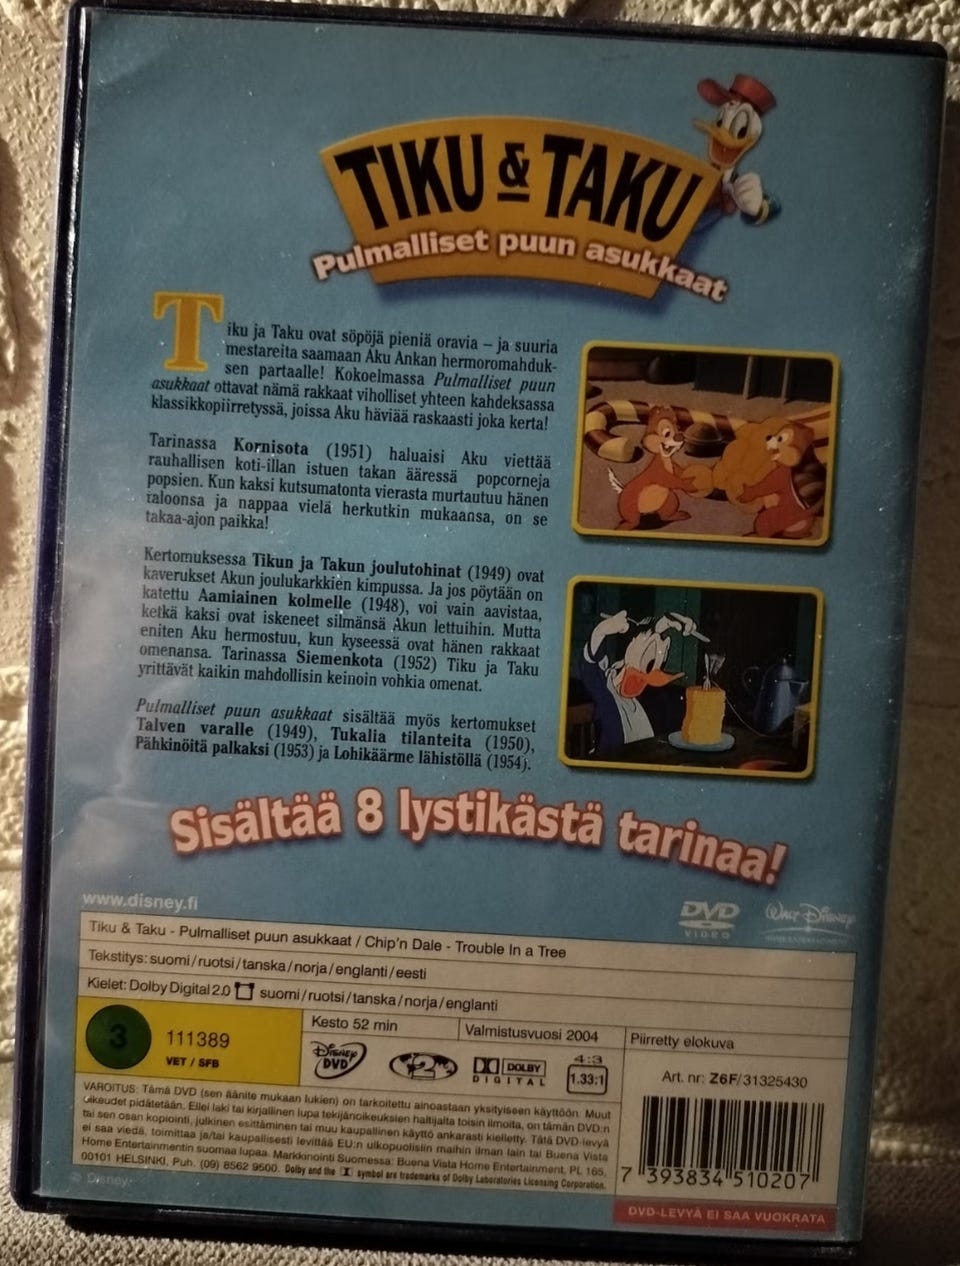 TIKU & TAKU
Pulmalliset puun asukkaat
Tiku ja Taku ovat söpöjä pieniä oravia – ja suuria
mestareita saamaan Aku Ankan hermoromahduk-
sen partaalle! Kokoelmassa Pulmalliset puun
asukkaat ottavat nämä rakkaat viholliset yhteen kahdeksassa
klassikkopiirretyssä, joissa Aku häviää raskaasti joka kerta!
Tarinassa Kornisota (1951) haluaisi Aku viettää
rauhallisen koti-illan istuen takan ääressä popcorneja
popsien. Kun kaksi kutsumatonta vierasta murtautuu hänen
taloonsa ja nappaa vielä herkutkin mukaansa, on se
takaa-ajon paikka!
Kertomuksessa Tikun ja Takun joulutohinat (1949) ovat
kaverukset Akun joulukarkkien kimpussa. Ja jos pöytään on
katettu Aamiainen kolmelle (1948), voi vain aavistaa,
ketkä kaksi ovat iskeneet silmänsä Akun lettuihin. Mutta
eniten Aku hermostuu, kun kyseessä ovat hänen rakkaat
omenansa. Tarinassa Siemenkota (1952) Tiku ja Taku
yrittävät kaikin mahdollisin keinoin vohkia omenat.
Pulmalliset puun asukkaat sisältää myös kertomukset
Talven varalle (1949), Tukalia tilanteita (1950),
Pähkinöitä palkaksi (1953) ja Lohikäärme lähistöllä (1954).
Sisältää 8 lystikästä tarinaa!
www.disney.fi
DVD
VIDEO
WALT DISNEY
HOME ENTERTAINMENT
Tiku & Taku - Pulmalliset puun asukkaat / Chip'n Dale - Trouble In a Tree
Tekstitys: suomi/ruotsi/tanska/norja/englanti/eesti
Kielet: Dolby Digital 2.0 suomi/ruotsi/tanska/norja/englanti
3
111389
VET / SFB
Kesto 52 min
Valmistusvuosi 2004
Piirretty elokuva
DISNEY DVD
2
DOLBY
DIGITAL
4:3
1.33:1
Art. nr: Z6F/31325430
VAROITUS: Tämä DVD (sen äänite mukaan lukien) on tarkoitettu ainoastaan yksityiseen käyttöön. Muut
oikeudet pidätetään. Ellei laki tai kirjallinen lupa tekijänoikeuksien haltijalta toisin ilmoita, on tämän DVD:n
tai sen osan kopiointi, julkinen esittäminen tai muu kaupallinen käyttö ankarasti kielletty. Tätä DVD-levyä
ei saa viedä, toimittaa ja/tai kaupallisesti levittää EU:n ulkopuolisiin maihin ilman lain tai Buena Vista
Home Entertainmentin suomaa lupaa. Markkinointi Suomessa: Buena Vista Home Entertainment, PL 165,
00101 HELSINKI, Puh. (09) 8562 9500. Dolby and the symbol are trademarks of Dolby Laboratories Licensing Corporation.
© Disney.
7 393834 510207
DVD-LEVYÄ EI SAA VUOKRATA